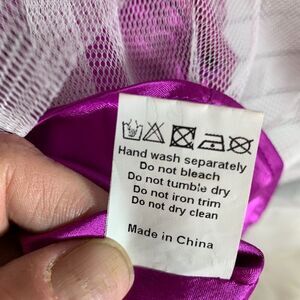 Hand wash separately
Do not bleach
Do not tumble dry
Do not iron trim
Do not dry clean
Made in China